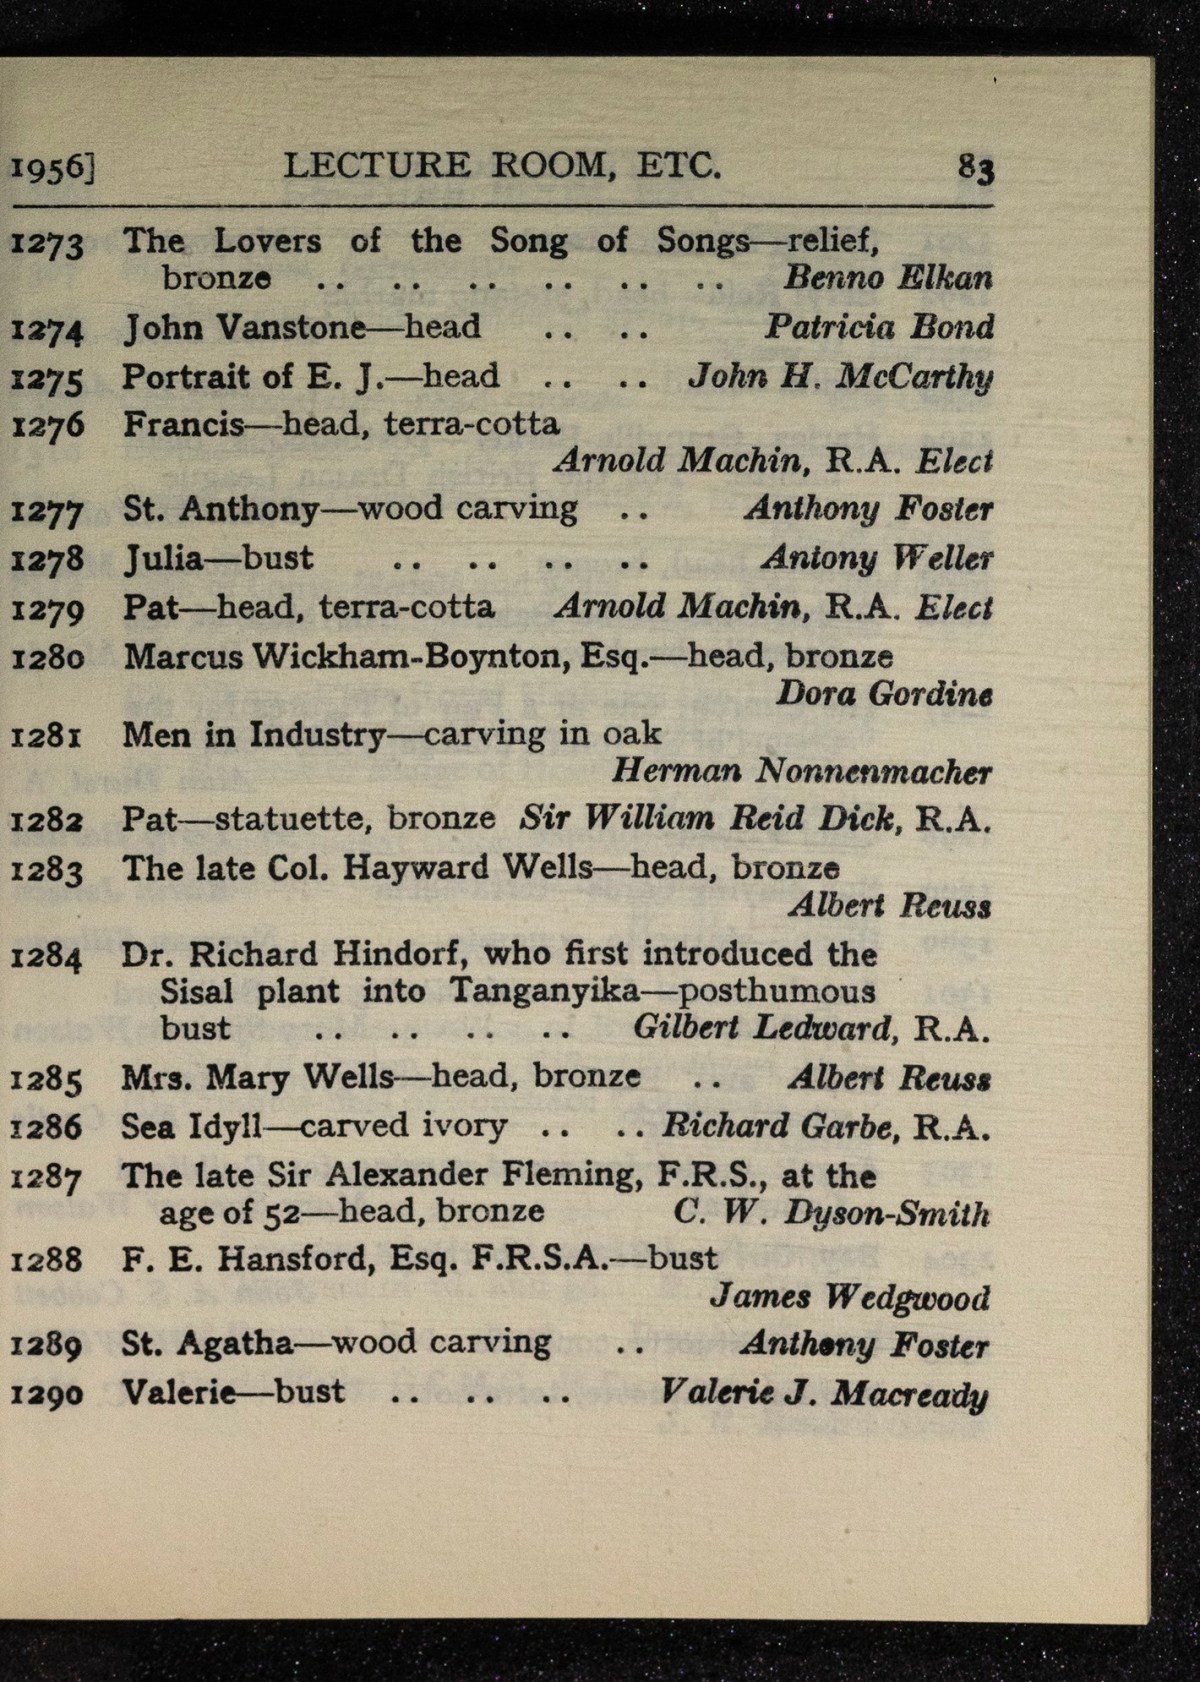 1956] LECTURE ROOM, ETC. 83
1273 The Lovers of the Song of Songs—relief,
bronze .. .. .. .. .. .. Benno Elkan
1274 John Vanstone—head .. .. Patricia Bond
1275 Portrait of E. J.—head .. .. John H. McCarthy
1276 Francis—head, terra-cotta
Arnold Machin, R.A. Elect
1277 St. Anthony—wood carving .. Anthony Foster
1278 Julia—bust .. .. .. .. Antony Weller
1279 Pat—head, terra-cotta Arnold Machin, R.A. Elect
1280 Marcus Wickham-Boynton, Esq.—head, bronze
Dora Gordine
1281 Men in Industry—carving in oak
Herman Nonnenmacher
1282 Pat—statuette, bronze Sir William Reid Dick, R.A.
1283 The late Col. Hayward Wells—head, bronze
Albert Reuss
1284 Dr. Richard Hindorf, who first introduced the
Sisal plant into Tanganyika—posthumous
bust .. .. .. .. Gilbert Ledward, R.A.
1285 Mrs. Mary Wells—head, bronze .. Albert Reuss
1286 Sea Idyll—carved ivory .. .. Richard Garbe, R.A.
1287 The late Sir Alexander Fleming, F.R.S., at the
age of 52—head, bronze C. W. Dyson-Smith
1288 F. E. Hansford, Esq. F.R.S.A.—bust
James Wedgwood
1289 St. Agatha—wood carving .. Anthony Foster
1290 Valerie—bust .. .. .. Valerie J. Macready